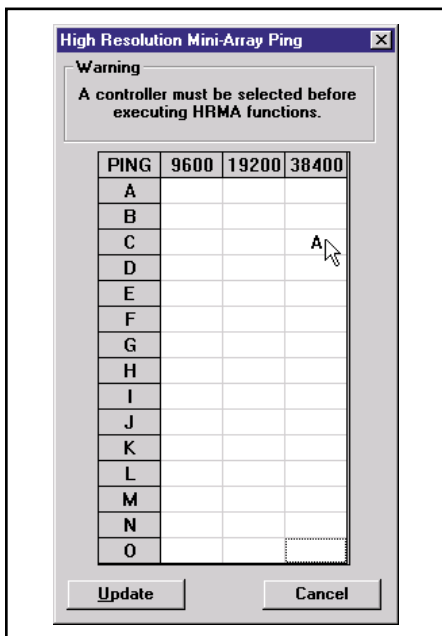 High Resolution Mini-Array Ping
Warning
A controller must be selected before
executing HRMA functions.
PING 9600 19200 38400
A
B
C A
D
E
F
G
H
I
J
K
L
M
N
O
Update Cancel